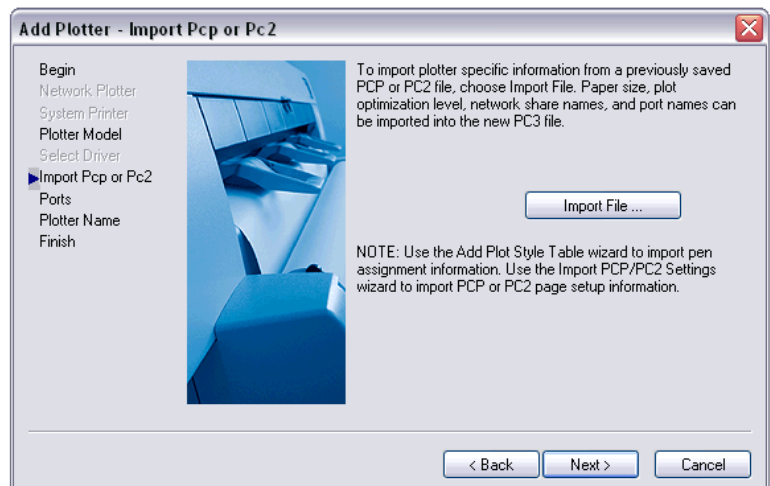 Add Plotter - Import Pcp or Pc2
Begin
Network Plotter
System Printer
Plotter Model
Select Driver
Import Pcp or Pc2
Ports
Plotter Name
Finish
To import plotter specific information from a previously saved
PCP or PC2 file, choose Import File. Paper size, plot
optimization level, network share names, and port names can
be imported into the new PC3 file.
Import File ...
NOTE: Use the Add Plot Style Table wizard to import pen
assignment information. Use the Import PCP/PC2 Settings
wizard to import PCP or PC2 page setup information.
< Back
Next >
Cancel